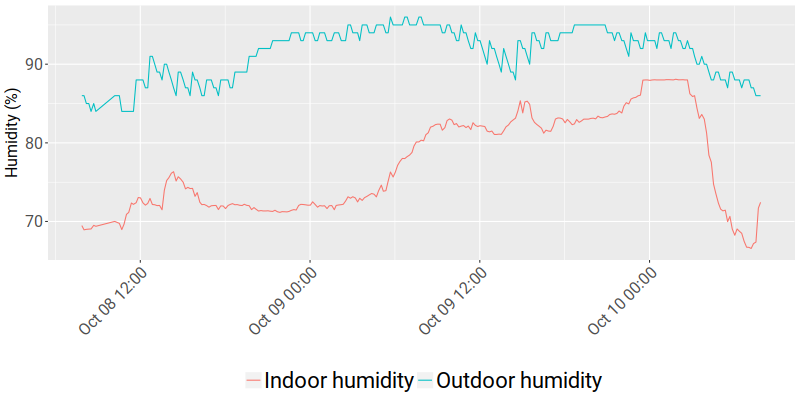 Humidity (%)
90
80
70
Oct 08 12:00
Oct 09 00:00
Oct 09 12:00
Oct 10 00:00
Indoor humidity
Outdoor humidity